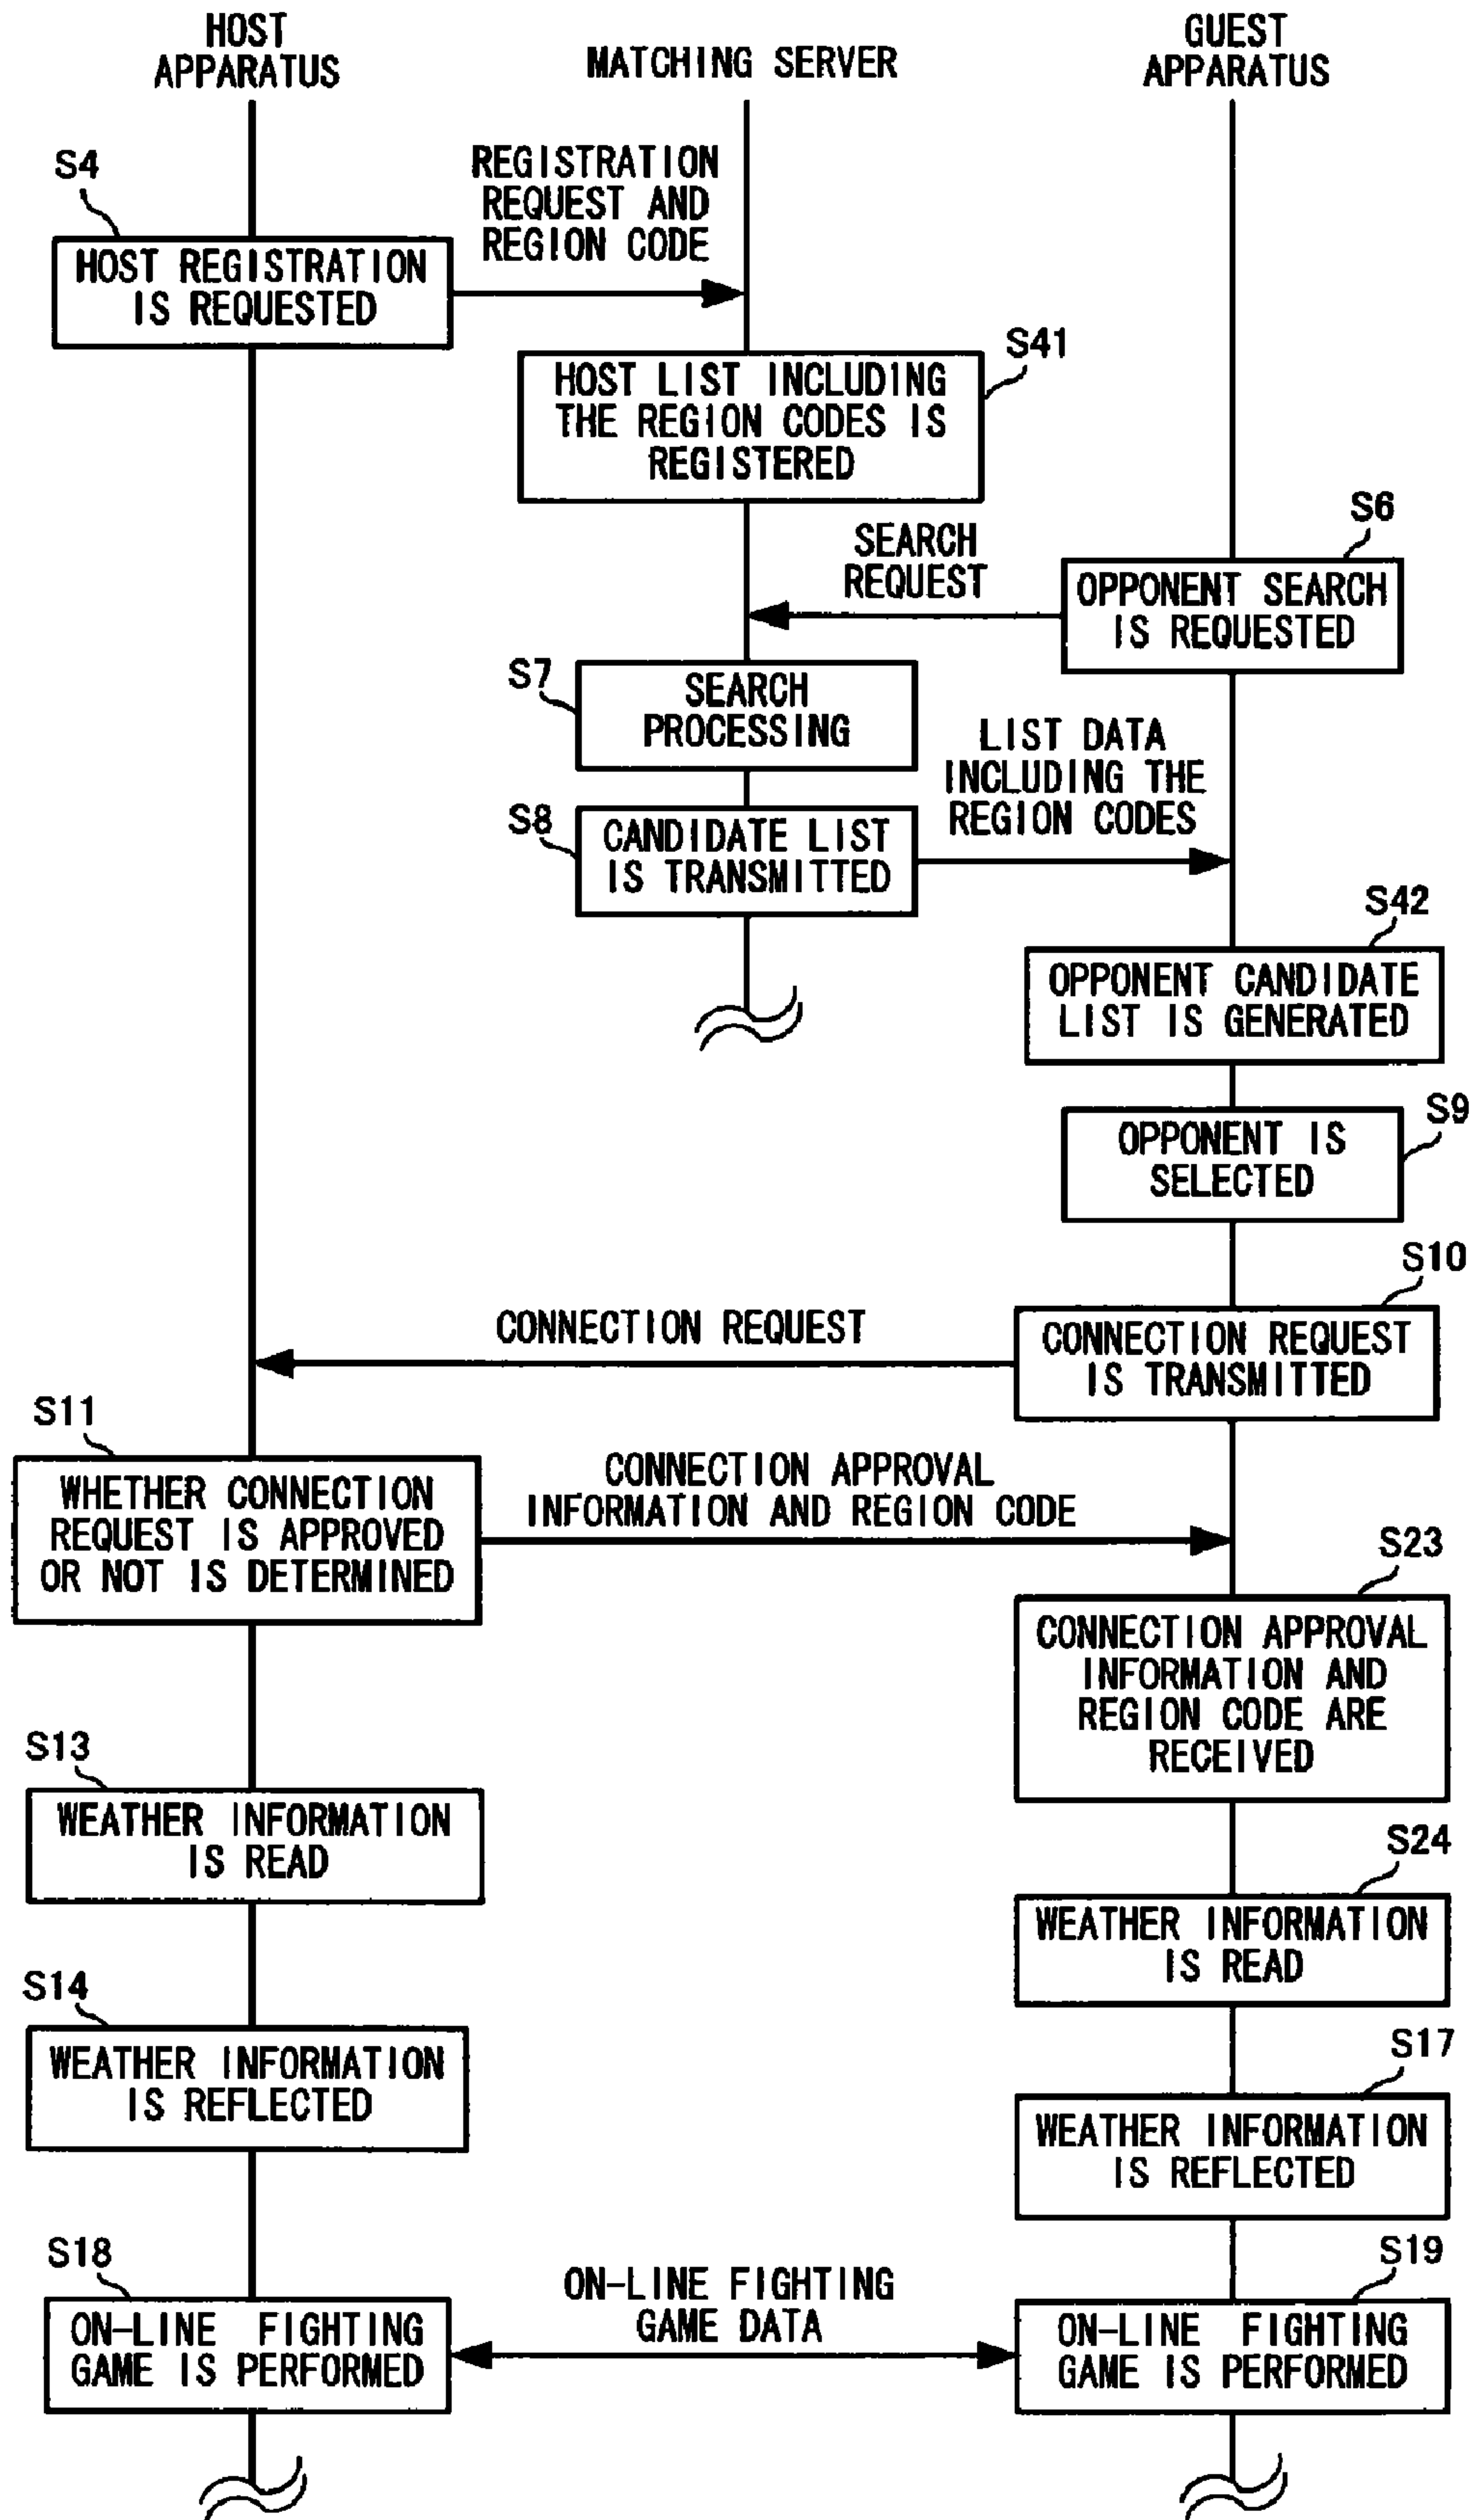 HOST
APPARATUS
MATCHING SERVER
GUEST
APPARATUS
S4
REGISTRATION
REQUEST AND
REGION CODE
HOST REGISTRATION
IS REQUESTED
S41
HOST LIST INCLUDING
THE REGION CODES IS
REGISTERED
S6
SEARCH
REQUEST
OPPONENT SEARCH
IS REQUESTED
S7
SEARCH
PROCESSING
LIST DATA
INCLUDING THE
REGION CODES
S8
CANDIDATE LIST
IS TRANSMITTED
S42
OPPONENT CANDIDATE
LIST IS GENERATED
S9
OPPONENT IS
SELECTED
S10
CONNECTION REQUEST
CONNECTION REQUEST
IS TRANSMITTED
S11
WHETHER CONNECTION
REQUEST IS APPROVED
OR NOT IS DETERMINED
CONNECTION APPROVAL
INFORMATION AND REGION CODE
S23
CONNECTION APPROVAL
INFORMATION AND
REGION CODE ARE
RECEIVED
S13
WEATHER INFORMATION
IS READ
S24
WEATHER INFORMATION
IS READ
S14
WEATHER INFORMATION
IS REFLECTED
S17
WEATHER INFORMATION
IS REFLECTED
S18
ON-LINE FIGHTING
GAME IS PERFORMED
ON-LINE FIGHTING
GAME DATA
S19
ON-LINE FIGHTING
GAME IS PERFORMED